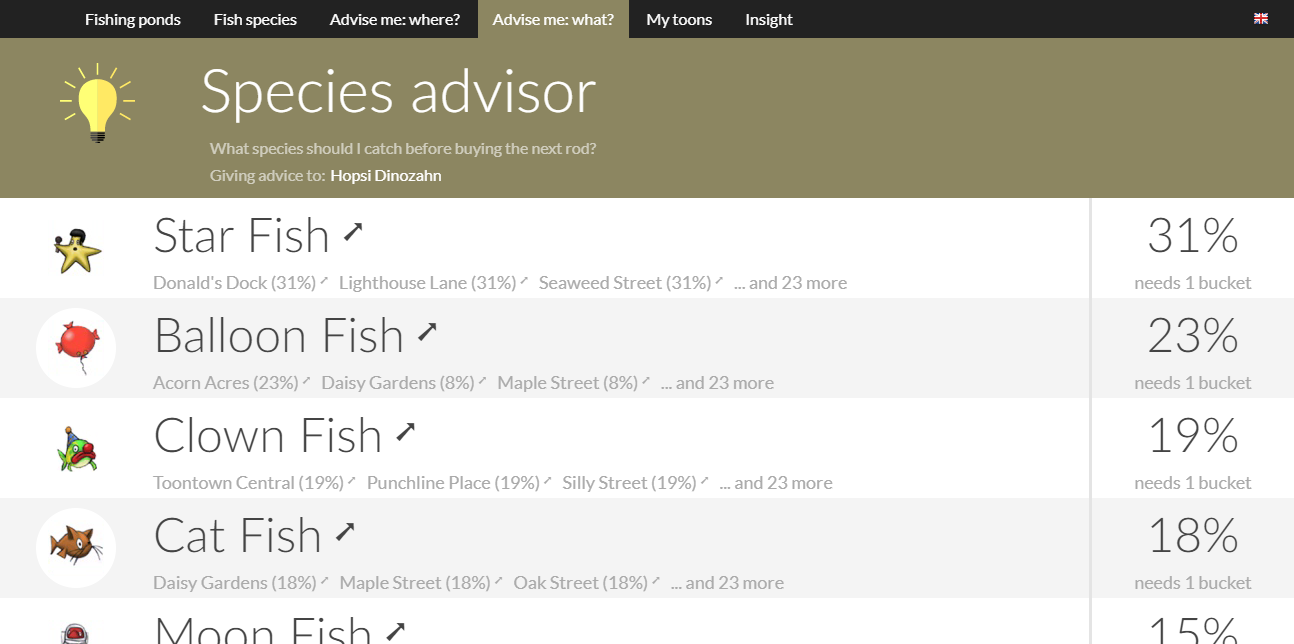 Fishing ponds Fish species Advise me: where? Advise me: what? My toons Insight
Species advisor
What species should I catch before buying the next rod?
Giving advice to: Hopsi Dinozahn
Star Fish 31%
Donald's Dock (31%) Lighthouse Lane (31%) Seaweed Street (31%) ... and 23 more needs 1 bucket
Balloon Fish 23%
Acorn Acres (23%) Daisy Gardens (8%) Maple Street (8%) ... and 23 more needs 1 bucket
Clown Fish 19%
Toontown Central (19%) Punchline Place (19%) Silly Street (19%) ... and 23 more needs 1 bucket
Cat Fish 18%
Daisy Gardens (18%) Maple Street (18%) Oak Street (18%) ... and 23 more needs 1 bucket
Moon Fish 15%